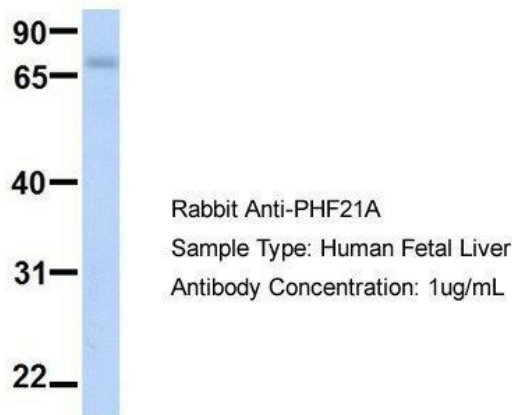 90
65
40
31
22
Rabbit Anti-PHF21A
Sample Type: Human Fetal Liver
Antibody Concentration: 1ug/mL